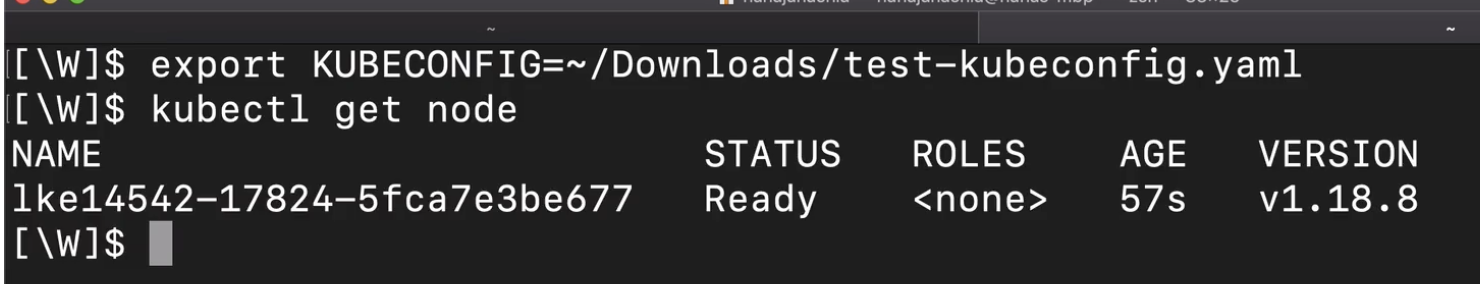 ~ ~
[\W]$ export KUBECONFIG=~/Downloads/test-kubeconfig.yaml
[\W]$ kubectl get node
NAME STATUS ROLES AGE VERSION
lke14542-17824-5fca7e3be677 Ready <none> 57s v1.18.8
[\W]$